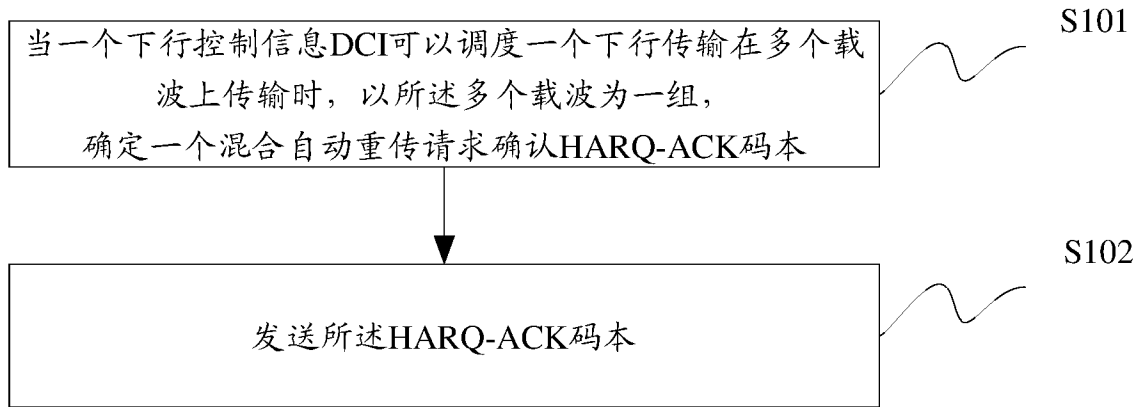 S101
当一个下行控制信息DCI可以调度一个下行传输在多个载
波上传输时，以所述多个载波为一组，
确定一个混合自动重传请求确认HARQ-ACK码本
S102
发送所述HARQ-ACK码本